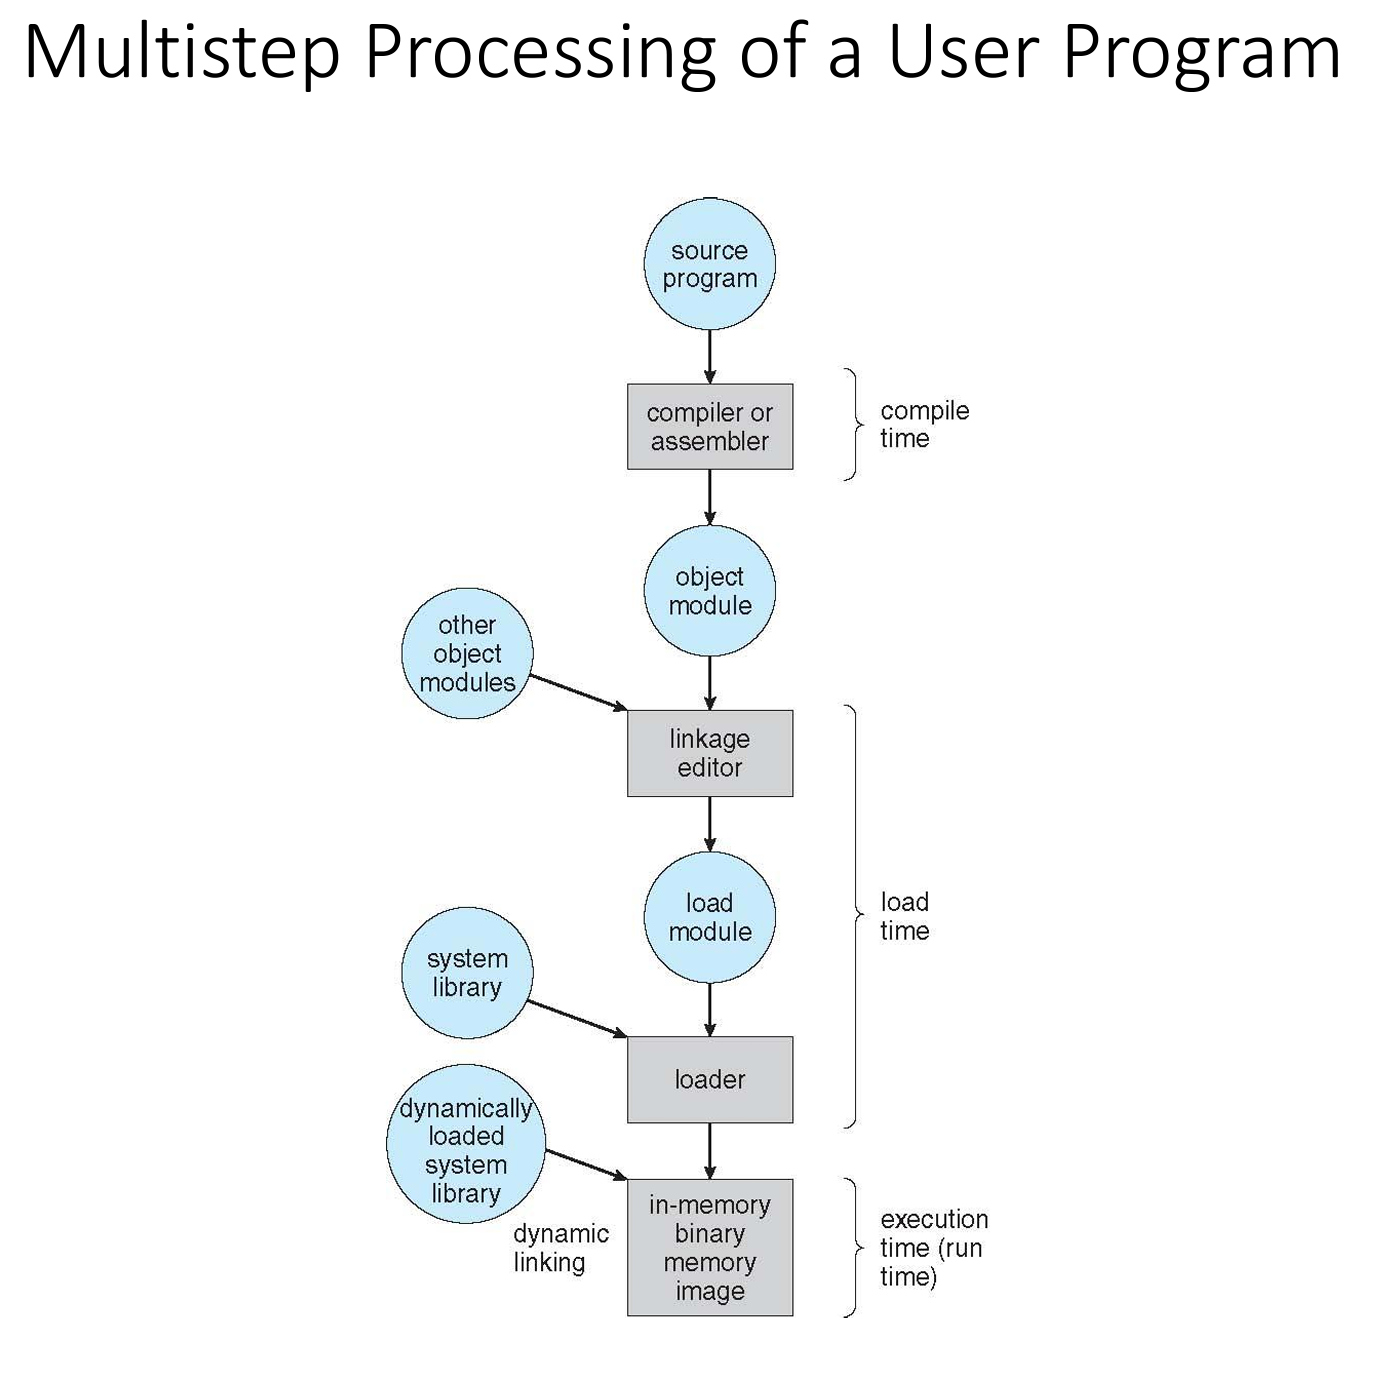 Multistep Processing of a User Program
source
program
compiler or
assembler
compile
time
object
module
other
object
modules
linkage
editor
load
module
load
time
system
library
loader
dynamically
loaded
system
library
dynamic
linking
in-memory
binary
memory
image
execution
time (run
time)